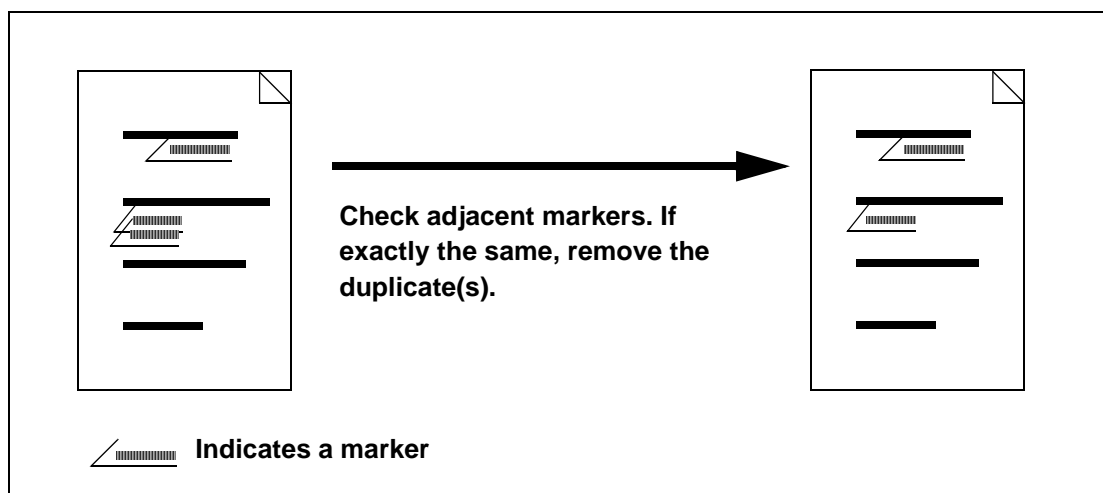 Check adjacent markers. If
exactly the same, remove the
duplicate(s).
Indicates a marker